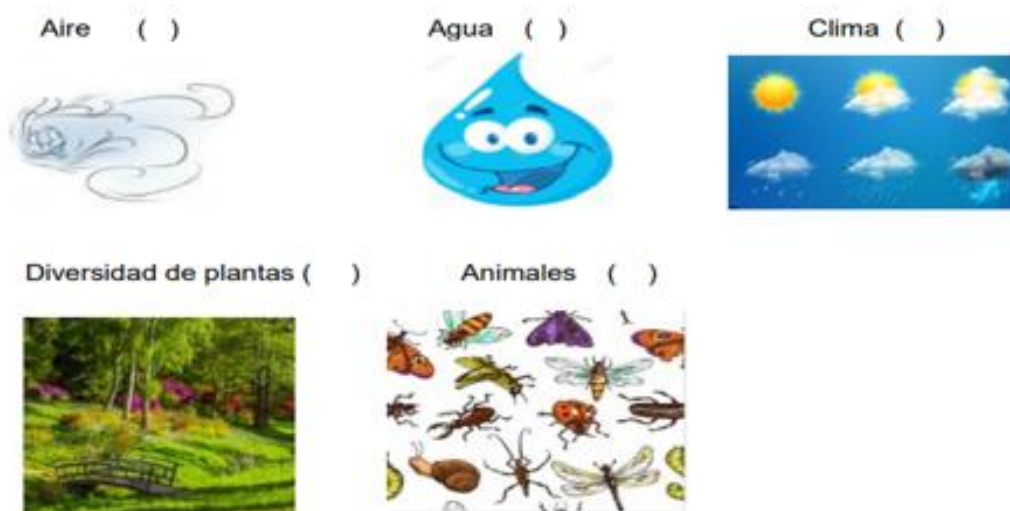 Aire ( )
Agua ( )
Clima ( )
Diversidad de plantas ( )
Animales ( )